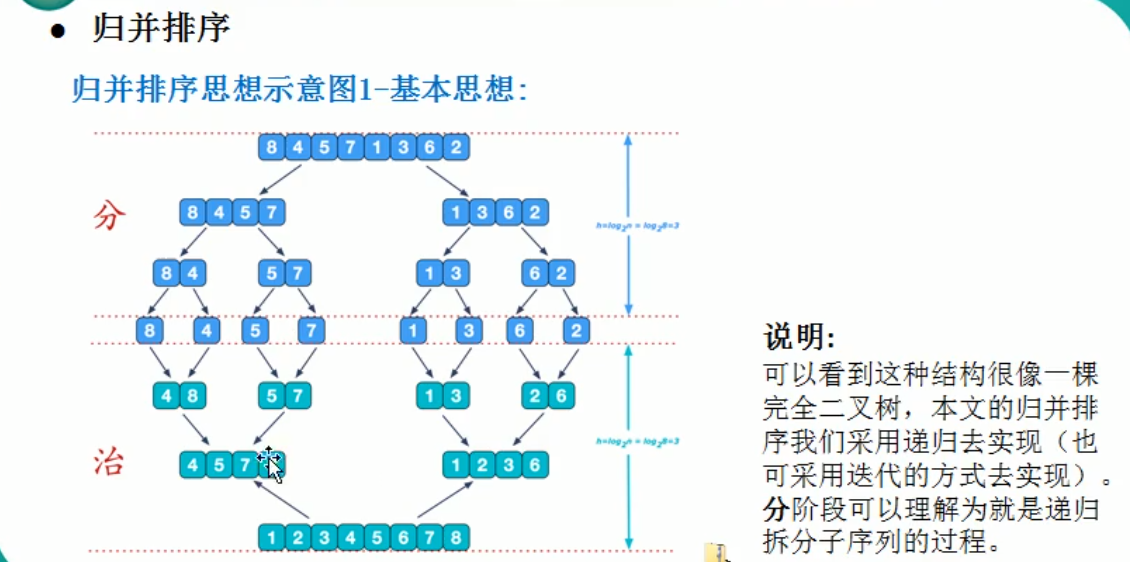 ● 归并排序
归并排序思想示意图1-基本思想:
8 4 5 7 1 3 6 2
分
8 4 5 7 1 3 6 2
h=log2n = log28=3
8 4 5 7 1 3 6 2
8 4 5 7 1 3 6 2
4 8 5 7 1 3 2 6
h=log2n = log28=3
治
4 5 7 1 2 3 6
1 2 3 4 5 6 7 8
说明:
可以看到这种结构很像一棵
完全二叉树，本文的归并排
序我们采用递归去实现（也
可采用迭代的方式去实现）。
分阶段可以理解为就是递归
拆分子序列的过程。